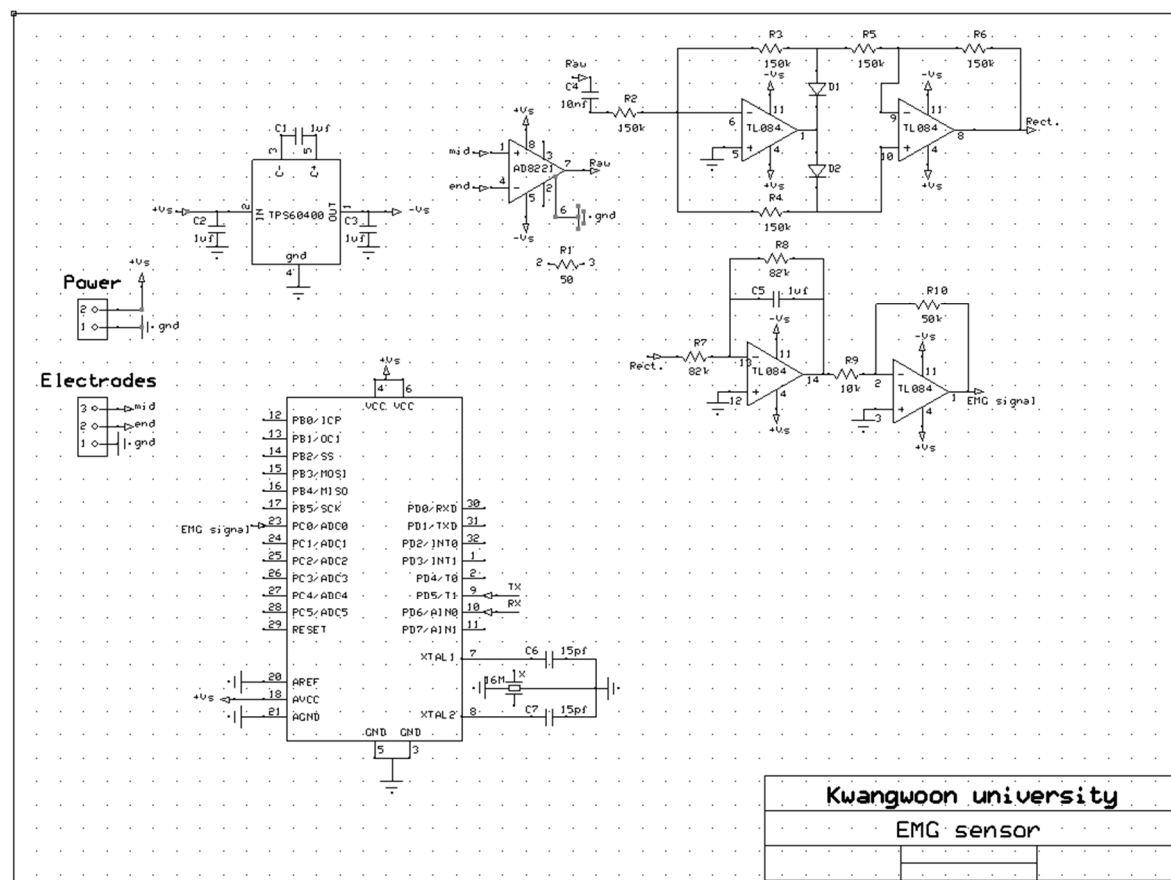 R3
150k
R5
150k
R6
150k
Raw
C4
10nf
R2
150k
-Vs
11
6
TL084
1
5
4
+Vs
D1
D2
R4
150k
-Vs
11
9
TL084
8
10
4
+Vs
Rect.
C1
1uf
3
5
C-
C+
+Vs
2
IN
TPS60400
OUT
1
-Vs
C2
1uf
C3
1uf
gnd
4
+Vs
mid
1
8
3
AD8221
7
Raw
end
4
5
2
6
gnd
-Vs
R1
2
3
50
Power
+Vs
2
1
gnd
Electrodes
3
mid
2
end
1
gnd
R8
82k
C5
1uf
-Vs
11
Rect.
R7
82k
13
TL084
14
12
4
+Vs
R9
10k
R10
50k
-Vs
11
2
TL084
1
3
4
+Vs
EMG signal
+Vs
4
6
VCC
VCC
12
PB0/ICP
13
PB1/OC1
14
PB2/SS
15
PB3/MOSI
16
PB4/MISO
17
PB5/SCK
PD0/RXD
30
EMG signal
23
PC0/ADC0
PD1/TXD
31
24
PC1/ADC1
PD2/INT0
32
25
PC2/ADC2
PD3/INT1
1
26
PC3/ADC3
PD4/T0
2
27
PC4/ADC4
PD5/T1
9
TX
28
PC5/ADC5
PD6/AIN0
10
RX
29
RESET
PD7/AIN1
11
XTAL1
7
C6
15pf
20
AREF
16M
X
+Vs
18
AVCC
21
AGND
XTAL2
8
C7
15pf
GND
GND
5
3
Kwangwoon university
EMG sensor